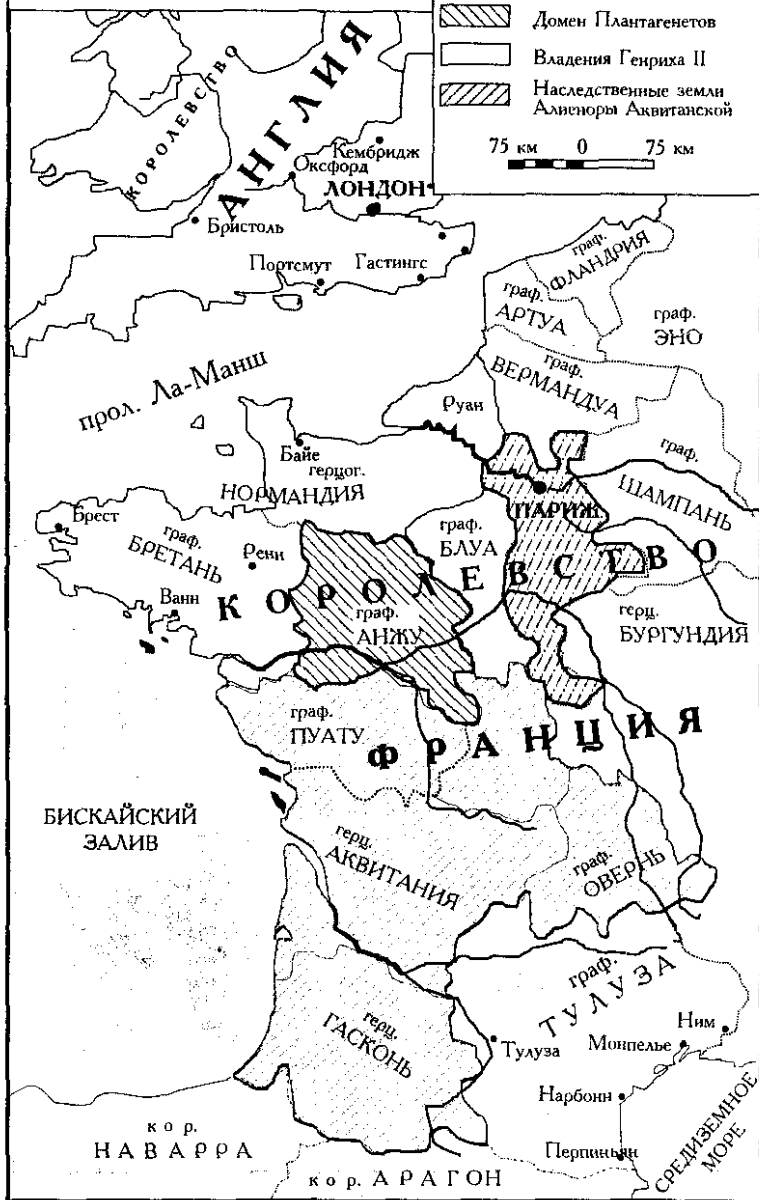 Домен Плантагенетов
Владения Генриха II
Наследственные земли
Алиеноры Аквитанской
75 км 0 75 км
КОРОЛЕВСТВО
АНГЛИЯ
Кембридж
Оксфорд
ЛОНДОН
Бристоль
Портсмут
Гастингс
граф.
ФЛАНДРИЯ
граф.
АРТУА
граф.
ЭНО
граф.
ВЕРМАНДУА
прол. Ла-Манш
Руан
Байе
герцог.
НОРМАНДИЯ
граф.
ШАМПАНЬ
ПАРИЖ
Брест
граф.
БРЕТАНЬ
Ренн
Ванн
граф.
БЛУА
КОРОЛЕВСТВО
граф.
АНЖУ
герц.
БУРГУНДИЯ
граф.
ПУАТУ
ФРАНЦИЯ
БИСКАЙСКИЙ
ЗАЛИВ
герц.
АКВИТАНИЯ
граф.
ОВЕРНЬ
граф.
ТУЛУЗА
герц.
ГАСКОНЬ
Тулуза
Ним
Монпелье
Нарбонн
Перпиньян
СРЕДИЗЕМНОЕ
МОРЕ
кор.
НАВАРРА
кор. АРАГОН